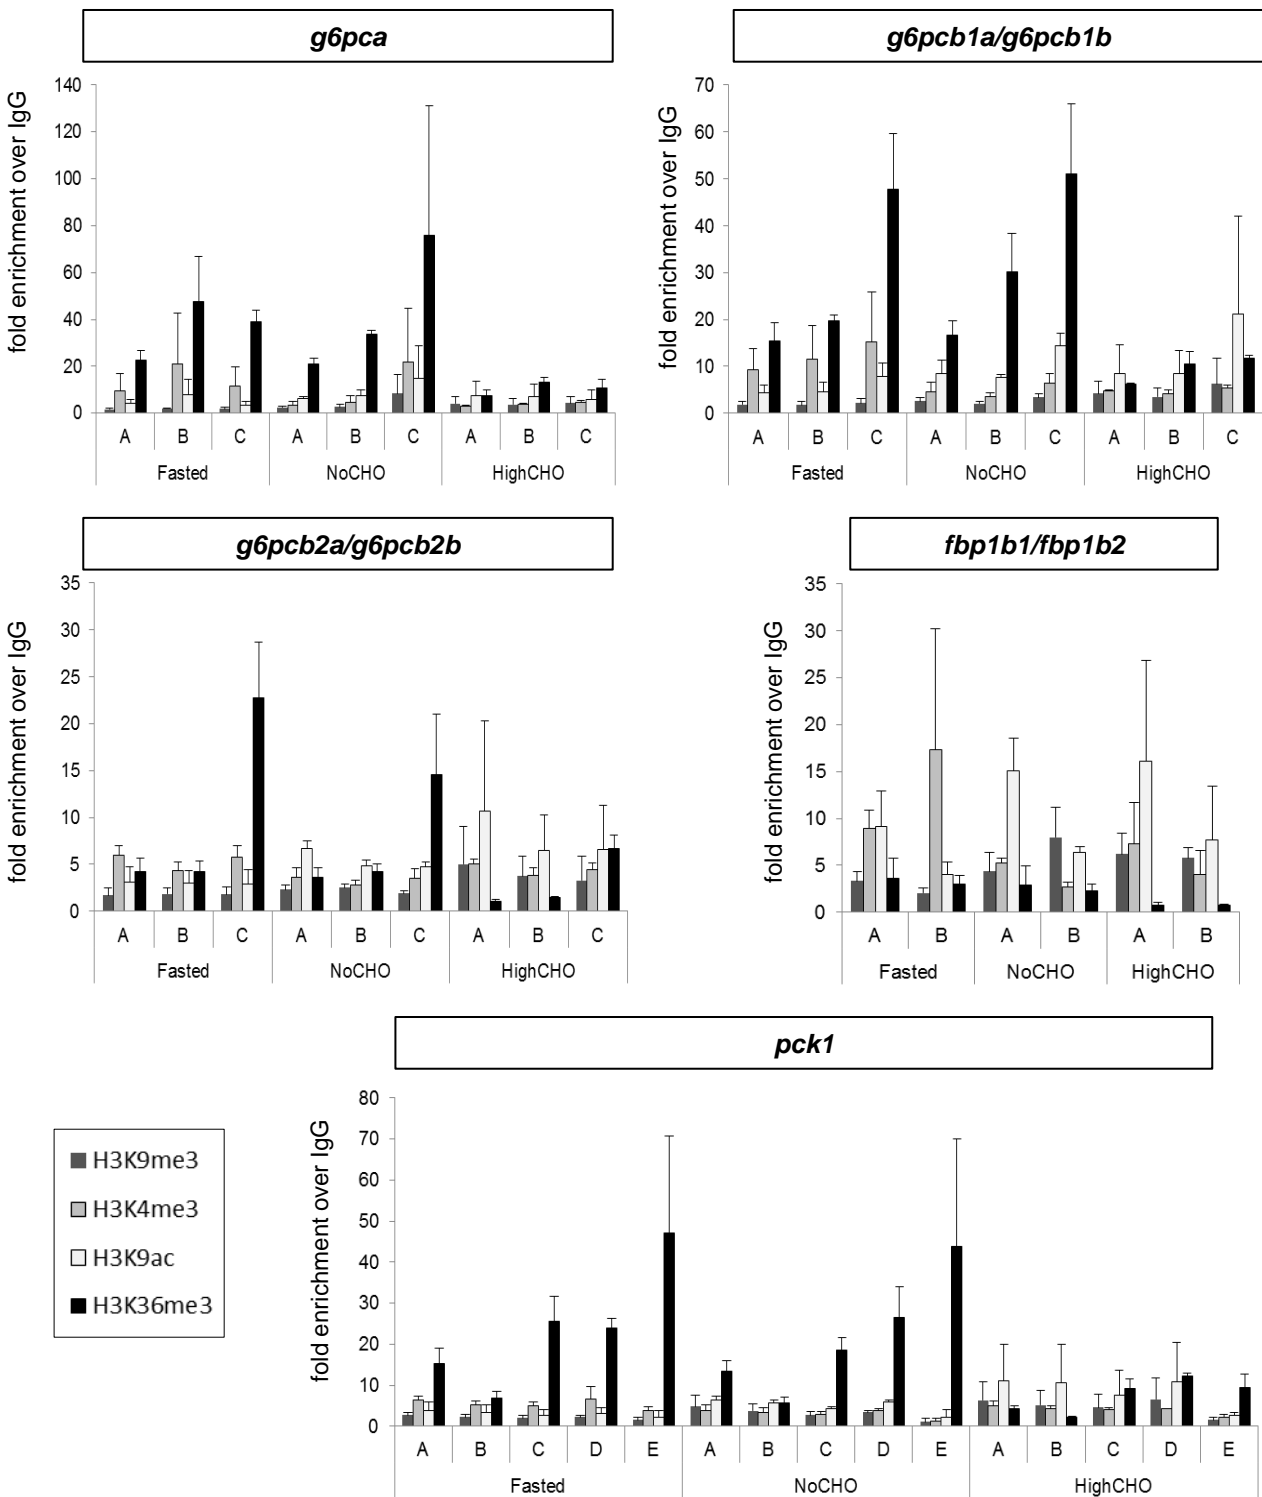 g6pca
fold enrichment over IgG
140
120
100
80
60
40
20
0
A B C A B C A B C
Fasted NoCHO HighCHO
g6pcb1a/g6pcb1b
fold enrichment over IgG
70
60
50
40
30
20
10
0
A B C A B C A B C
Fasted NoCHO HighCHO
g6pcb2a/g6pcb2b
fold enrichment over IgG
35
30
25
20
15
10
5
0
A B C A B C A B C
Fasted NoCHO HighCHO
fbp1b1/fbp1b2
fold enrichment over IgG
35
30
25
20
15
10
5
0
A B A B A B
Fasted NoCHO HighCHO
pck1
fold enrichment over IgG
80
70
60
50
40
30
20
10
0
A B C D E A B C D E A B C D E
Fasted NoCHO HighCHO
H3K9me3
H3K4me3
H3K9ac
H3K36me3